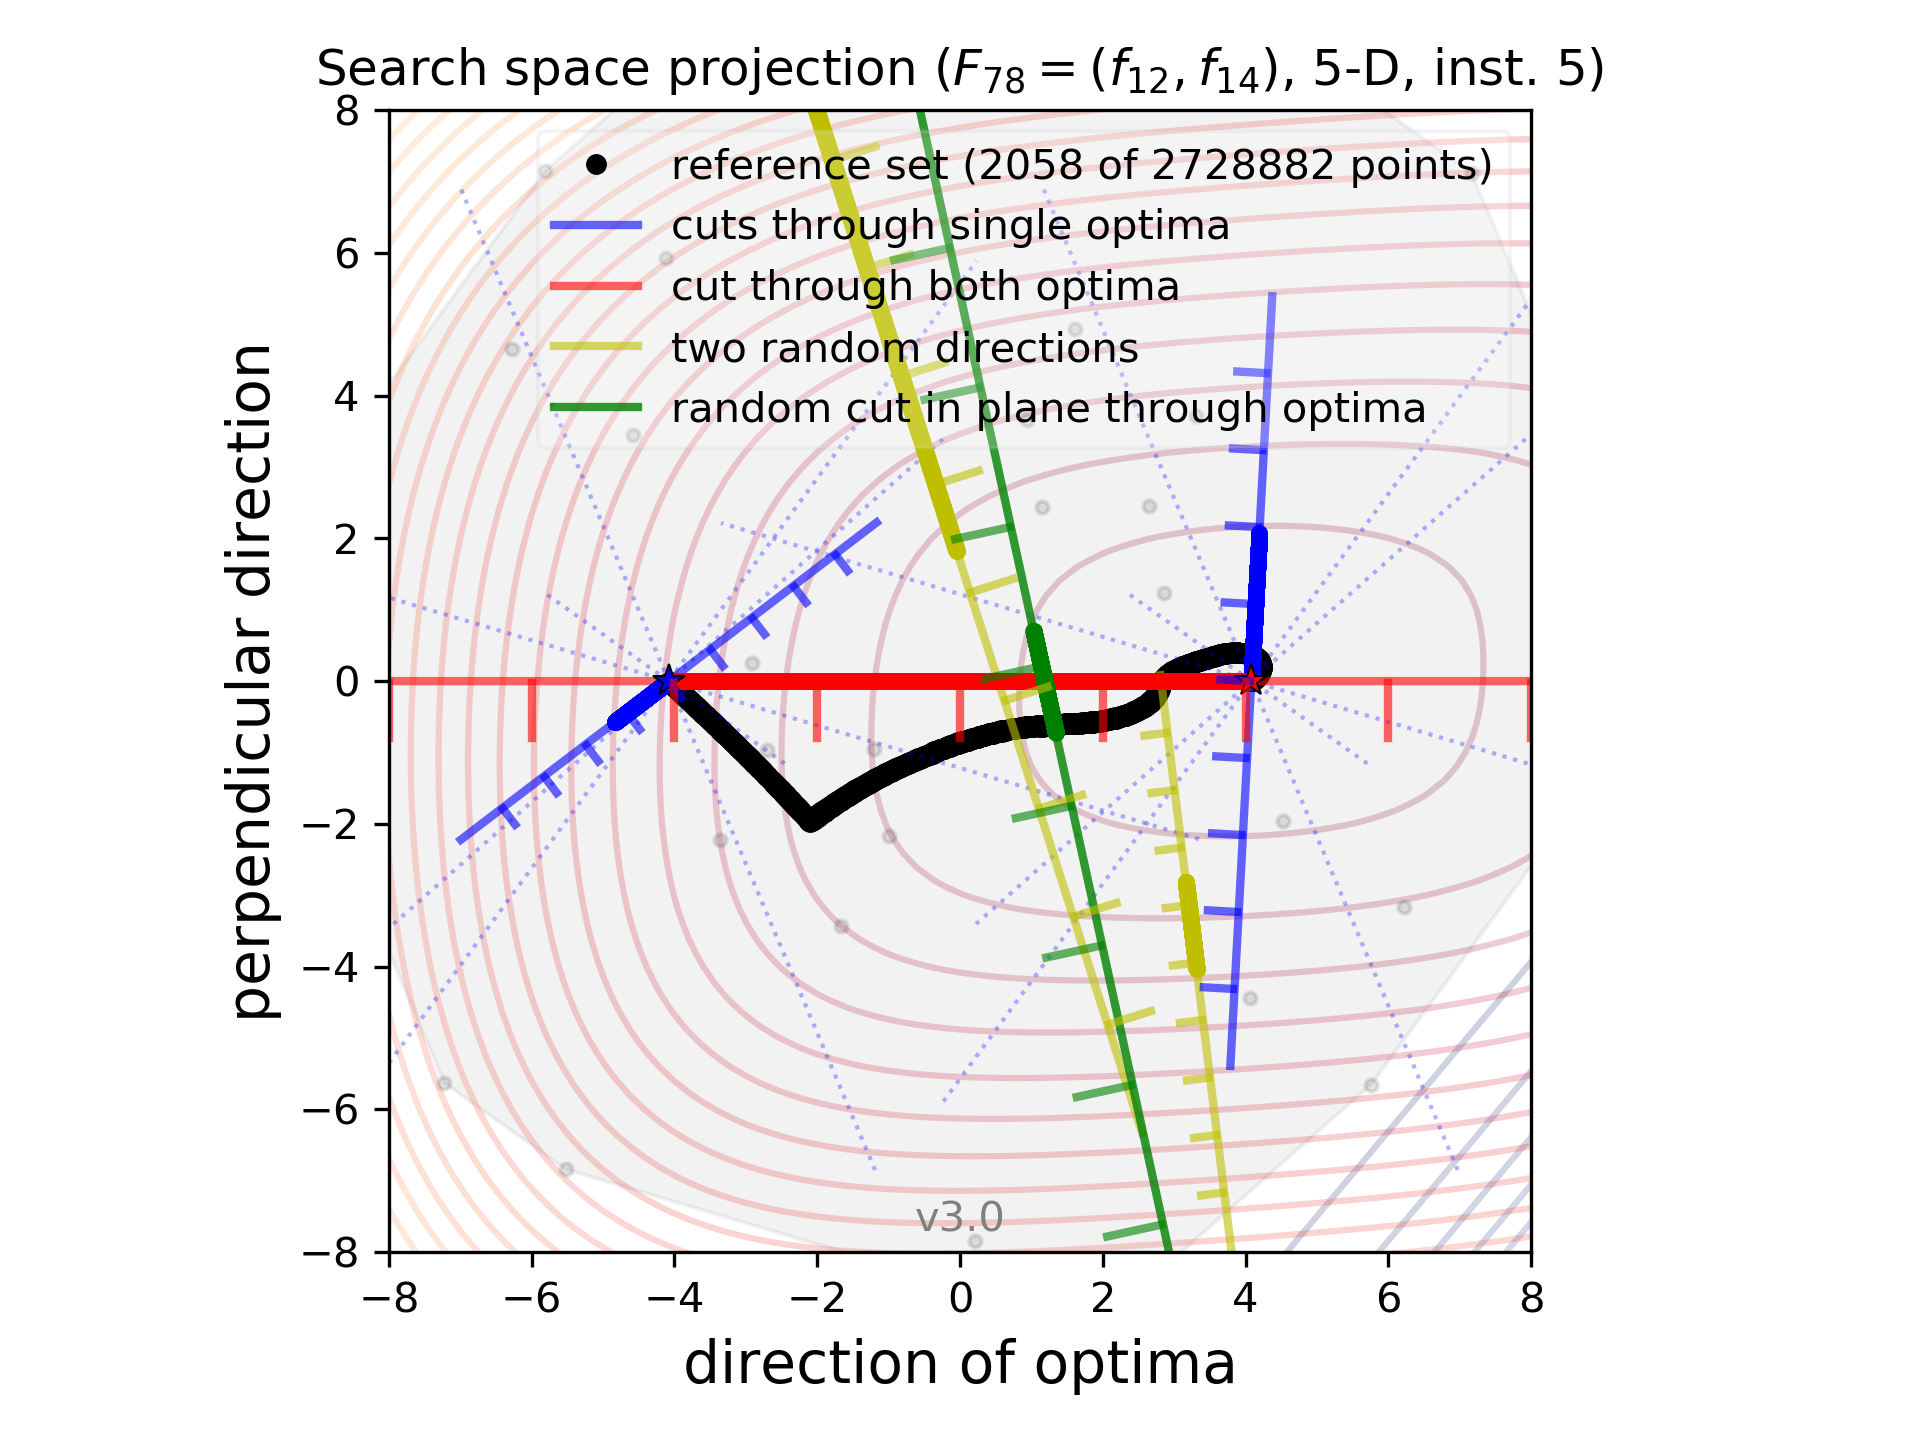 Search space projection (F78 = (f12, f14), 5-D, inst. 5)
8
reference set (2058 of 2728882 points)
cuts through single optima
6
cut through both optima
two random directions
4
random cut in plane through optima
2
0
−2
−4
−6
−8
perpendicular direction
v3.0
−8 −6 −4 −2 0 2 4 6 8
direction of optima